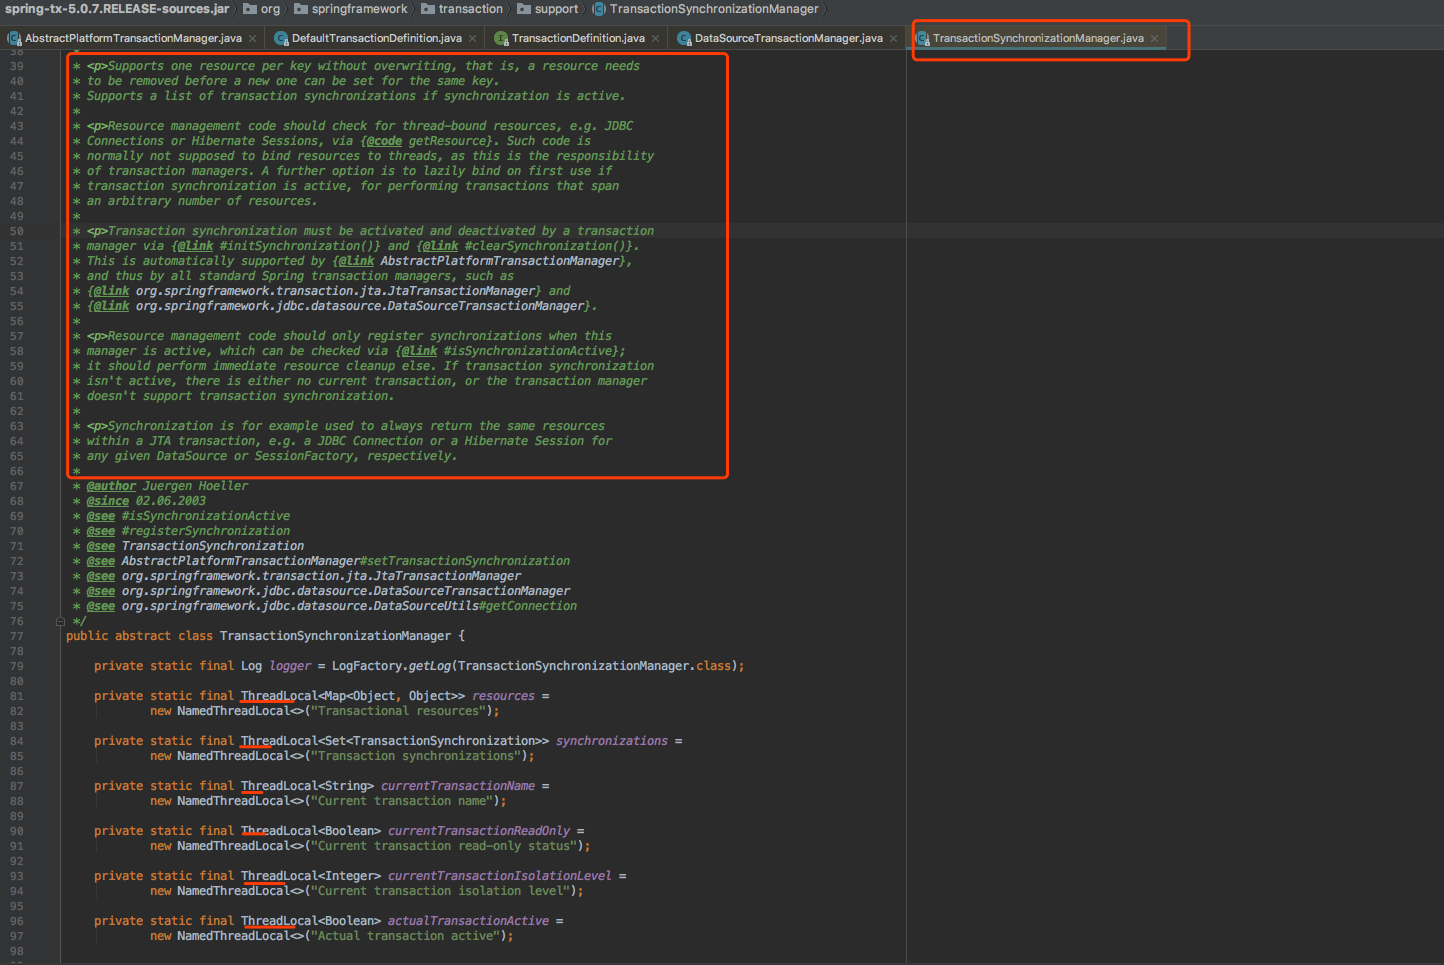 spring-tx-5.0.7.RELEASE-sources.jar org springframework transaction support TransactionSynchronizationManager
AbstractPlatformTransactionManager.java DefaultTransactionDefinition.java TransactionDefinition.java DataSourceTransactionManager.java TransactionSynchronizationManager.java
38 *
39 * <p>Supports one resource per key without overwriting, that is, a resource needs
40 * to be removed before a new one can be set for the same key.
41 * Supports a list of transaction synchronizations if synchronization is active.
42 *
43 * <p>Resource management code should check for thread-bound resources, e.g. JDBC
44 * Connections or Hibernate Sessions, via {@code getResource}. Such code is
45 * normally not supposed to bind resources to threads, as this is the responsibility
46 * of transaction managers. A further option is to lazily bind on first use if
47 * transaction synchronization is active, for performing transactions that span
48 * an arbitrary number of resources.
49 *
50 * <p>Transaction synchronization must be activated and deactivated by a transaction
51 * manager via {@link #initSynchronization()} and {@link #clearSynchronization()}.
52 * This is automatically supported by {@link AbstractPlatformTransactionManager},
53 * and thus by all standard Spring transaction managers, such as
54 * {@link org.springframework.transaction.jta.JtaTransactionManager} and
55 * {@link org.springframework.jdbc.datasource.DataSourceTransactionManager}.
56 *
57 * <p>Resource management code should only register synchronizations when this
58 * manager is active, which can be checked via {@link #isSynchronizationActive};
59 * it should perform immediate resource cleanup else. If transaction synchronization
60 * isn't active, there is either no current transaction, or the transaction manager
61 * doesn't support transaction synchronization.
62 *
63 * <p>Synchronization is for example used to always return the same resources
64 * within a JTA transaction, e.g. a JDBC Connection or a Hibernate Session for
65 * any given DataSource or SessionFactory, respectively.
66 *
67 * @author Juergen Hoeller
68 * @since 02.06.2003
69 * @see #isSynchronizationActive
70 * @see #registerSynchronization
71 * @see TransactionSynchronization
72 * @see AbstractPlatformTransactionManager#setTransactionSynchronization
73 * @see org.springframework.transaction.jta.JtaTransactionManager
74 * @see org.springframework.jdbc.datasource.DataSourceTransactionManager
75 * @see org.springframework.jdbc.datasource.DataSourceUtils#getConnection
76 */
77 public abstract class TransactionSynchronizationManager {
78
79 private static final Log logger = LogFactory.getLog(TransactionSynchronizationManager.class);
80
81 private static final ThreadLocal<Map<Object, Object>> resources =
82 new NamedThreadLocal<>("Transactional resources");
83
84 private static final ThreadLocal<Set<TransactionSynchronization>> synchronizations =
85 new NamedThreadLocal<>("Transaction synchronizations");
86
87 private static final ThreadLocal<String> currentTransactionName =
88 new NamedThreadLocal<>("Current transaction name");
89
90 private static final ThreadLocal<Boolean> currentTransactionReadOnly =
91 new NamedThreadLocal<>("Current transaction read-only status");
92
93 private static final ThreadLocal<Integer> currentTransactionIsolationLevel =
94 new NamedThreadLocal<>("Current transaction isolation level");
95
96 private static final ThreadLocal<Boolean> actualTransactionActive =
97 new NamedThreadLocal<>("Actual transaction active");
98